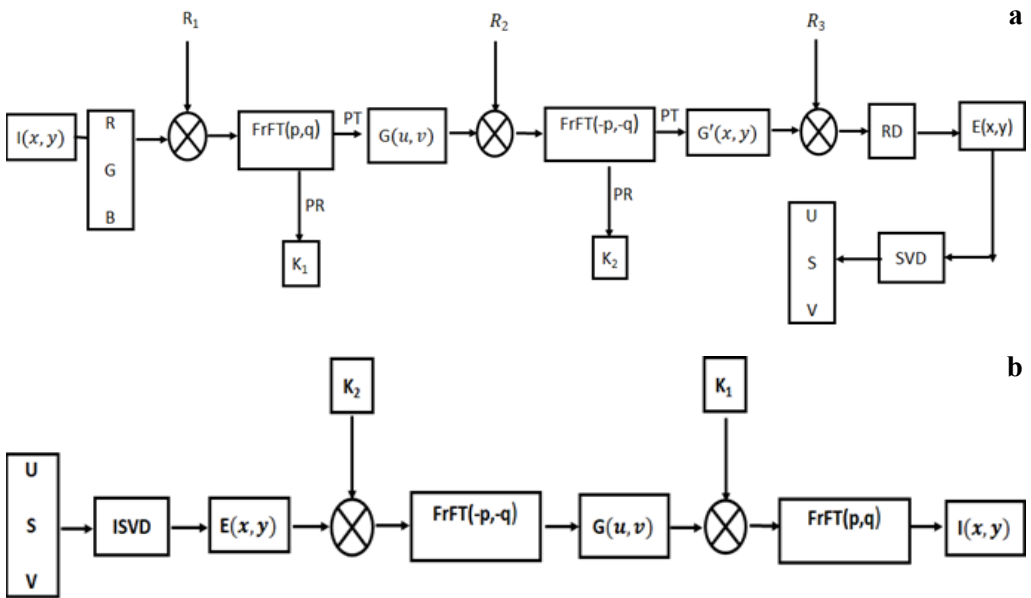 a
R₁
R₂
R₃
I(x, y)
R
G
B
FrFT(p,q)
PT
G(u, v)
FrFT(-p,-q)
PT
G′(x, y)
RD
E(x,y)
PR
K₁
PR
K₂
SVD
U
S
V
b
K₂
K₁
U
S
V
ISVD
E(x, y)
FrFT(-p,-q)
G(u, v)
FrFT(p,q)
I(x, y)